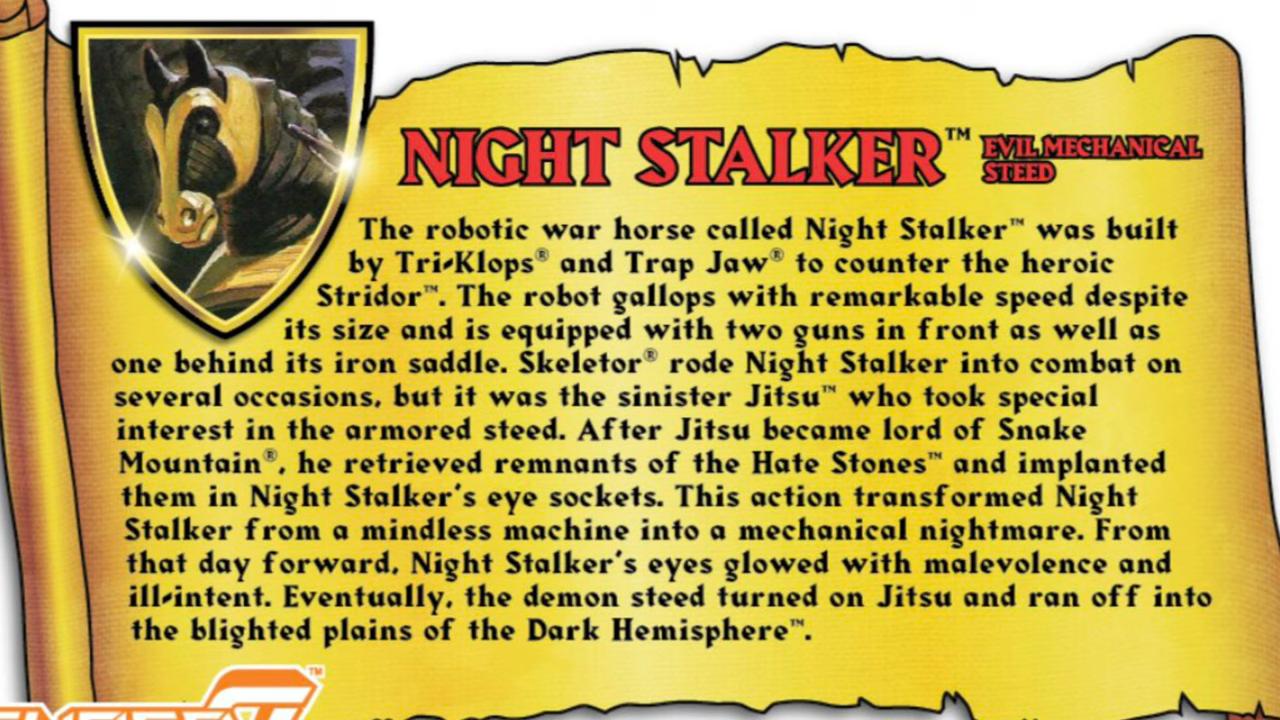 NIGHT STALKER™ EVIL MECHANICAL
STEED
The robotic war horse called Night Stalker™ was built
by Tri-Klops® and Trap Jaw® to counter the heroic
Stridor™. The robot gallops with remarkable speed despite
its size and is equipped with two guns in front as well as
one behind its iron saddle. Skeletor® rode Night Stalker into combat on
several occasions, but it was the sinister Jitsu™ who took special
interest in the armored steed. After Jitsu became lord of Snake
Mountain®, he retrieved remnants of the Hate Stones™ and implanted
them in Night Stalker's eye sockets. This action transformed Night
Stalker from a mindless machine into a mechanical nightmare. From
that day forward, Night Stalker's eyes glowed with malevolence and
ill-intent. Eventually, the demon steed turned on Jitsu and ran off into
the blighted plains of the Dark Hemisphere™.